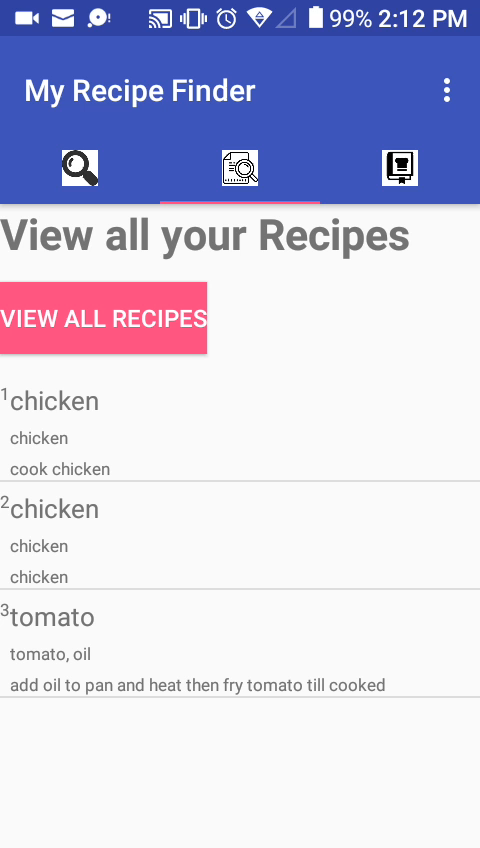 99% 2:12 PM
My Recipe Finder
View all your Recipes
VIEW ALL RECIPES
1chicken
chicken
cook chicken
2chicken
chicken
chicken
3tomato
tomato, oil
add oil to pan and heat then fry tomato till cooked